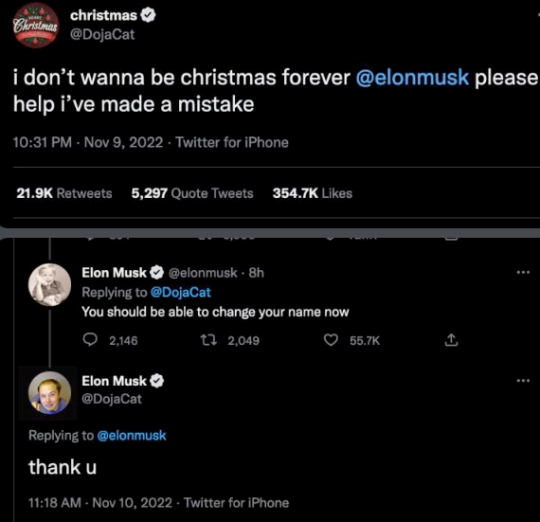 christmas
@DojaCat
i don’t wanna be christmas forever @elonmusk please
help i’ve made a mistake
10:31 PM · Nov 9, 2022 · Twitter for iPhone
21.9K Retweets 5,297 Quote Tweets 354.7K Likes
Elon Musk @elonmusk · 8h
Replying to @DojaCat
You should be able to change your name now
2,146 2,049 55.7K
Elon Musk
@DojaCat
Replying to @elonmusk
thank u
11:18 AM · Nov 10, 2022 · Twitter for iPhone